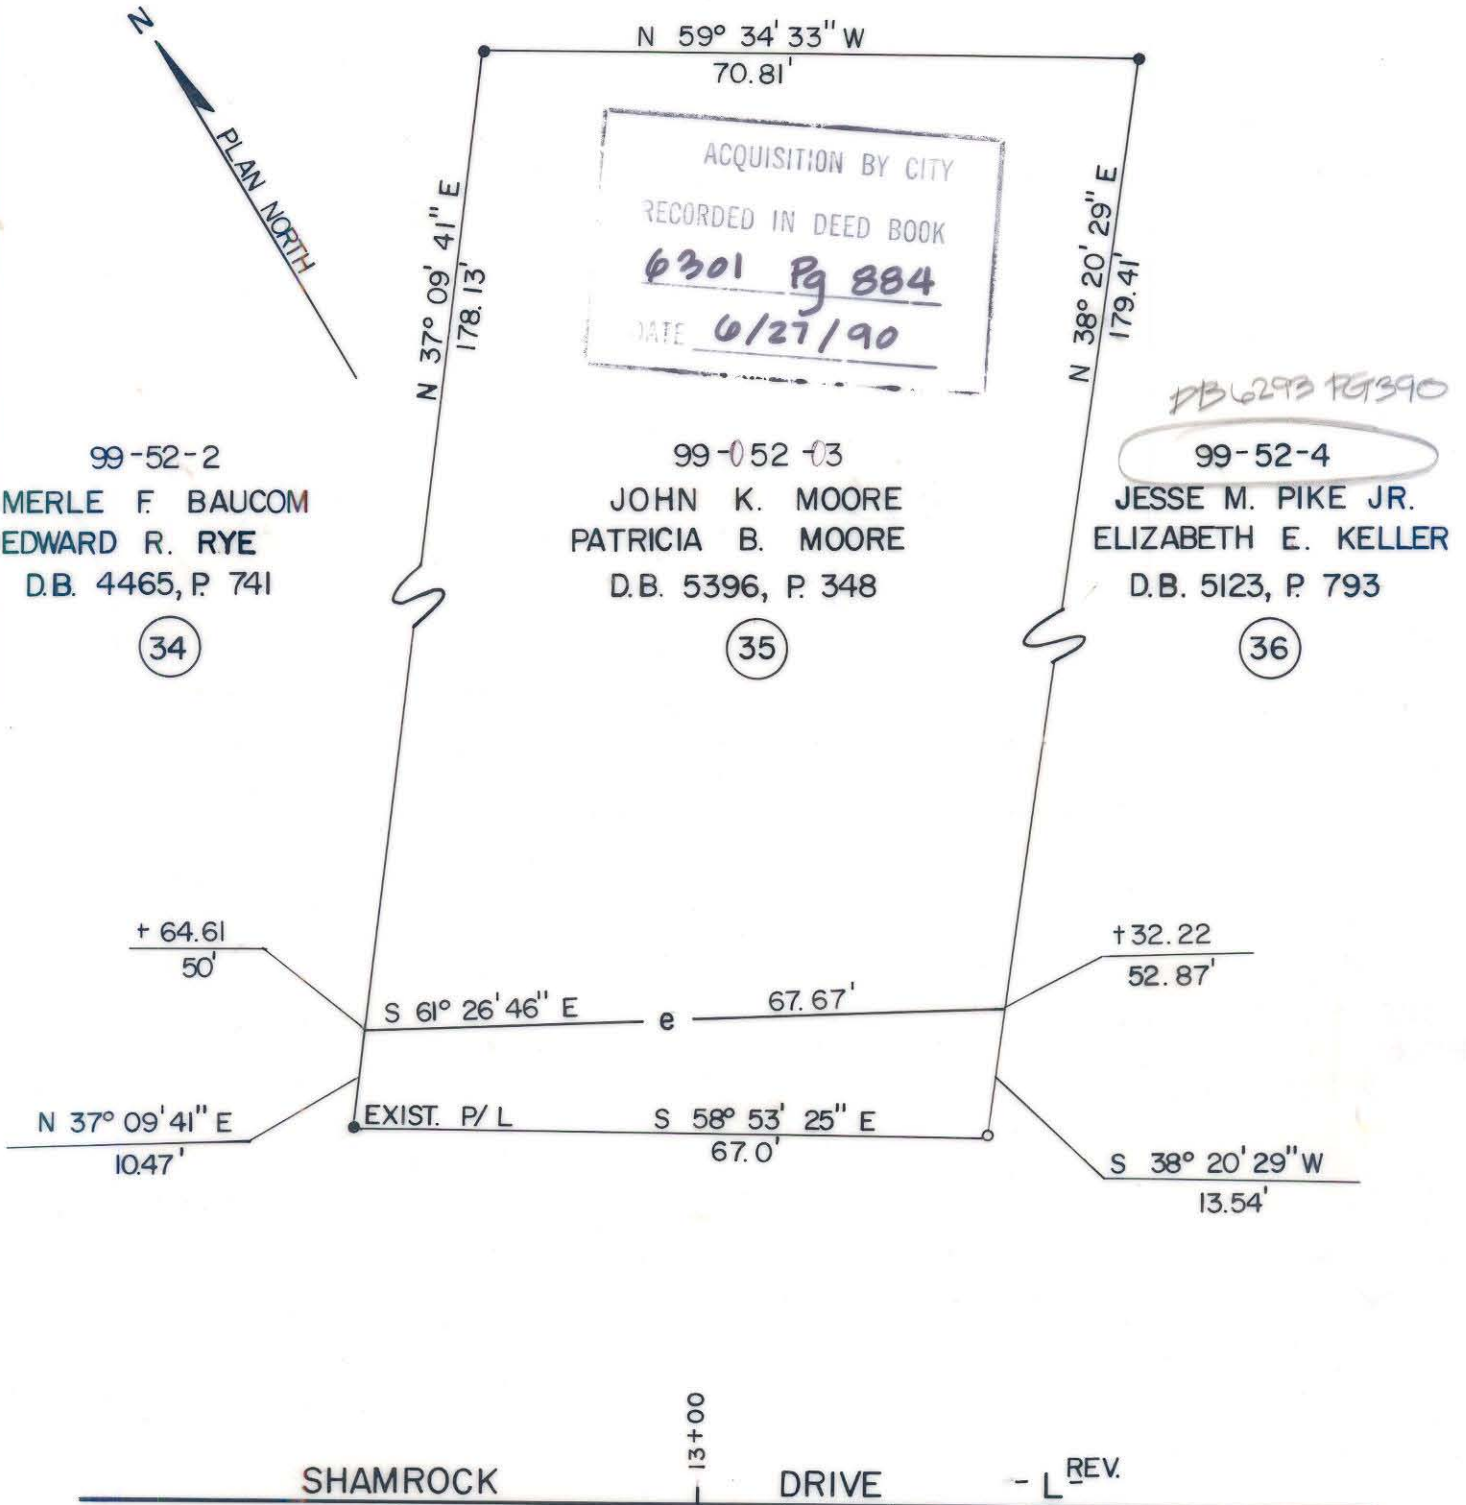 N
PLAN NORTH
N 59° 34' 33" W
70.81'
N 37° 09' 41" E
178.13'
ACQUISITION BY CITY
RECORDED IN DEED BOOK
6301 Pg 884
DATE 6/27/90
N 38° 20' 29" E
179.41'
DB 6293 PG 390
99-52-2
MERLE F. BAUCOM
EDWARD R. RYE
D.B. 4465, P. 741
34
99-052-03
JOHN K. MOORE
PATRICIA B. MOORE
D.B. 5396, P. 348
35
99-52-4
JESSE M. PIKE JR.
ELIZABETH E. KELLER
D.B. 5123, P. 793
36
+ 64.61
50'
+32.22
52.87'
S 61° 26' 46" E e 67.67'
N 37° 09' 41" E
10.47'
EXIST. P/L S 58° 53' 25" E
67.0'
S 38° 20' 29" W
13.54'
13+00
SHAMROCK DRIVE - L REV.